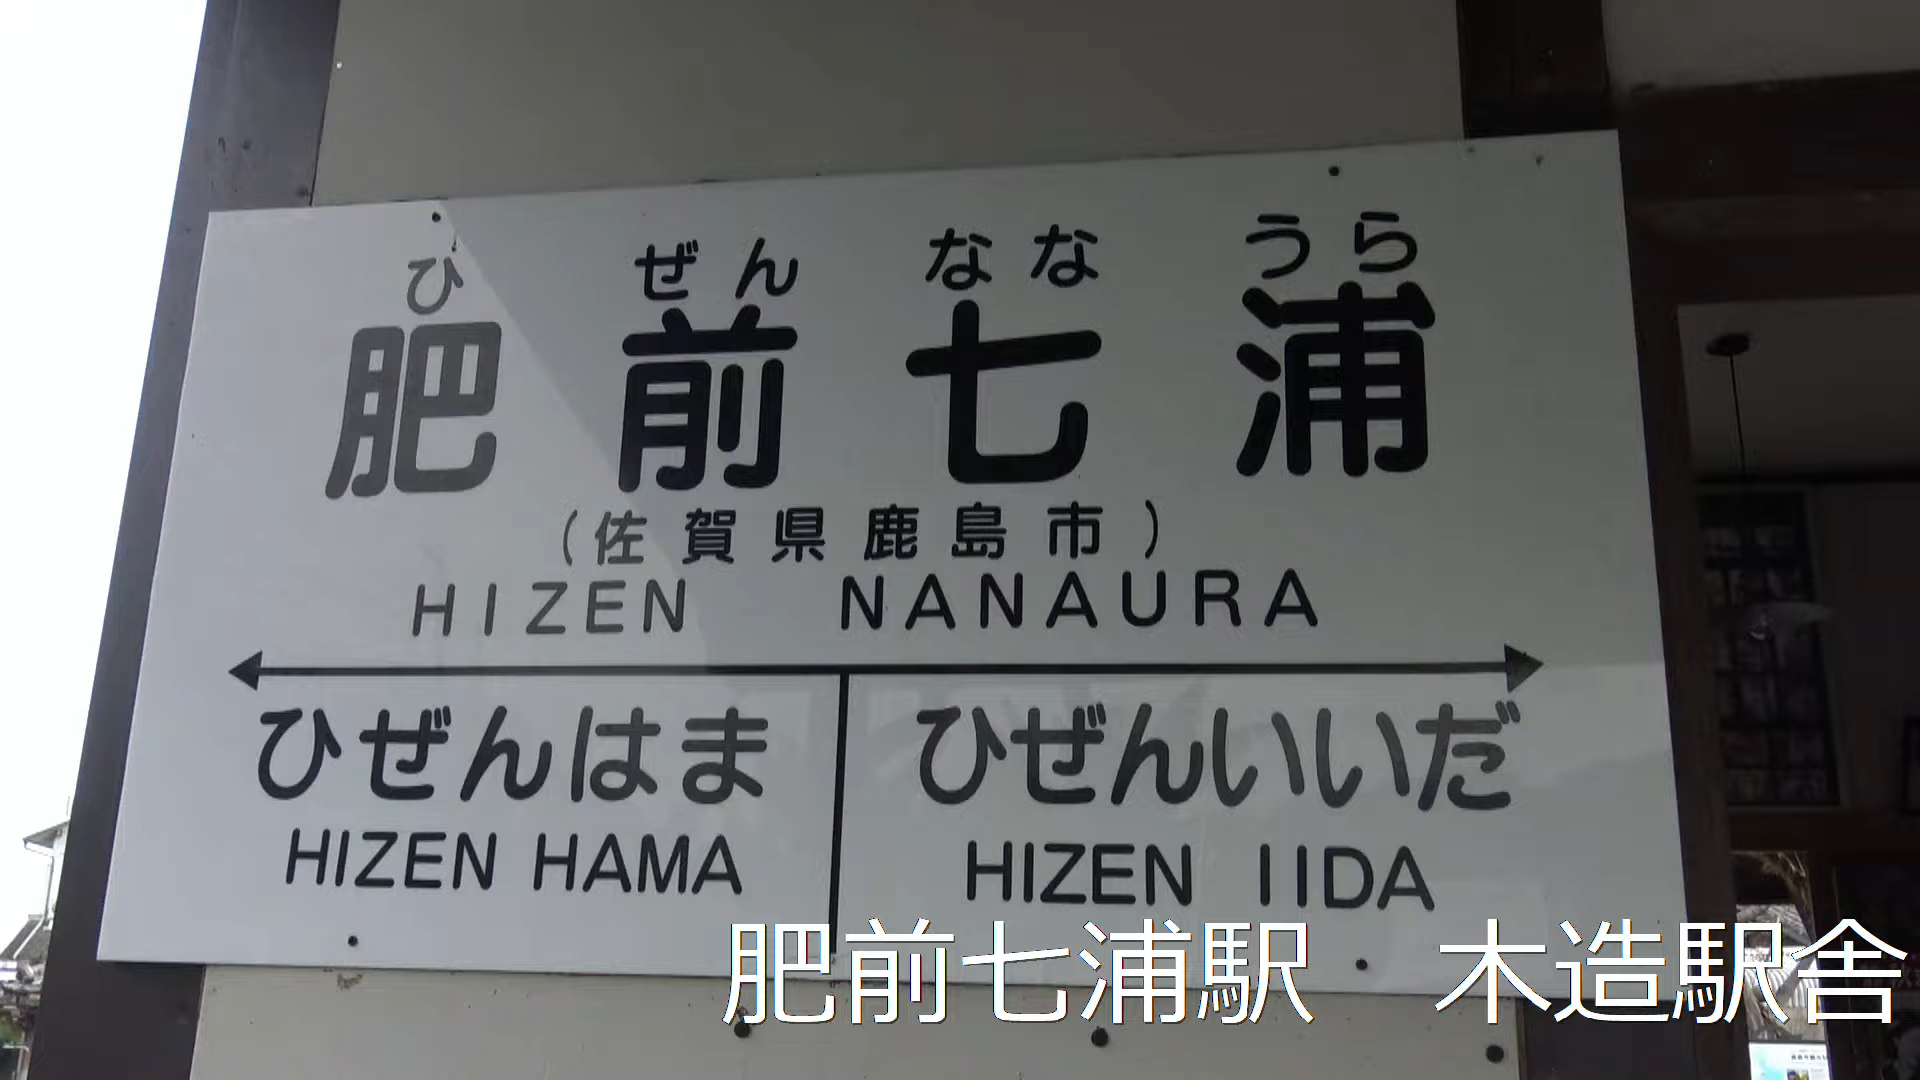 ひ ぜん なな うら
肥前七浦
(佐賀県鹿島市)
HIZEN NANAURA
ひぜんはま ひぜんいいだ
HIZEN HAMA HIZEN IIDA
肥前七浦駅 木造駅舎